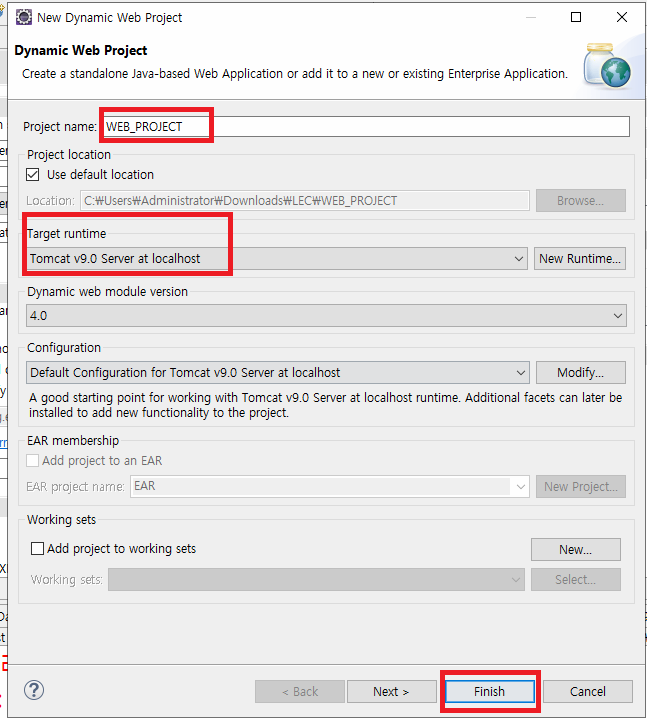 New Dynamic Web Project
Dynamic Web Project
Create a standalone Java-based Web Application or add it to a new or existing Enterprise Application.
Project name: WEB_PROJECT
Project location
Use default location
Location: C:₩Users₩Administrator₩Downloads₩LEC₩WEB_PROJECT Browse...
Target runtime
Tomcat v9.0 Server at localhost New Runtime...
Dynamic web module version
4.0
Configuration
Default Configuration for Tomcat v9.0 Server at localhost Modify...
A good starting point for working with Tomcat v9.0 Server at localhost runtime. Additional facets can later be
installed to add new functionality to the project.
EAR membership
Add project to an EAR
EAR project name: EAR New Project...
Working sets
Add project to working sets New...
Working sets: Select...
? < Back Next > Finish Cancel